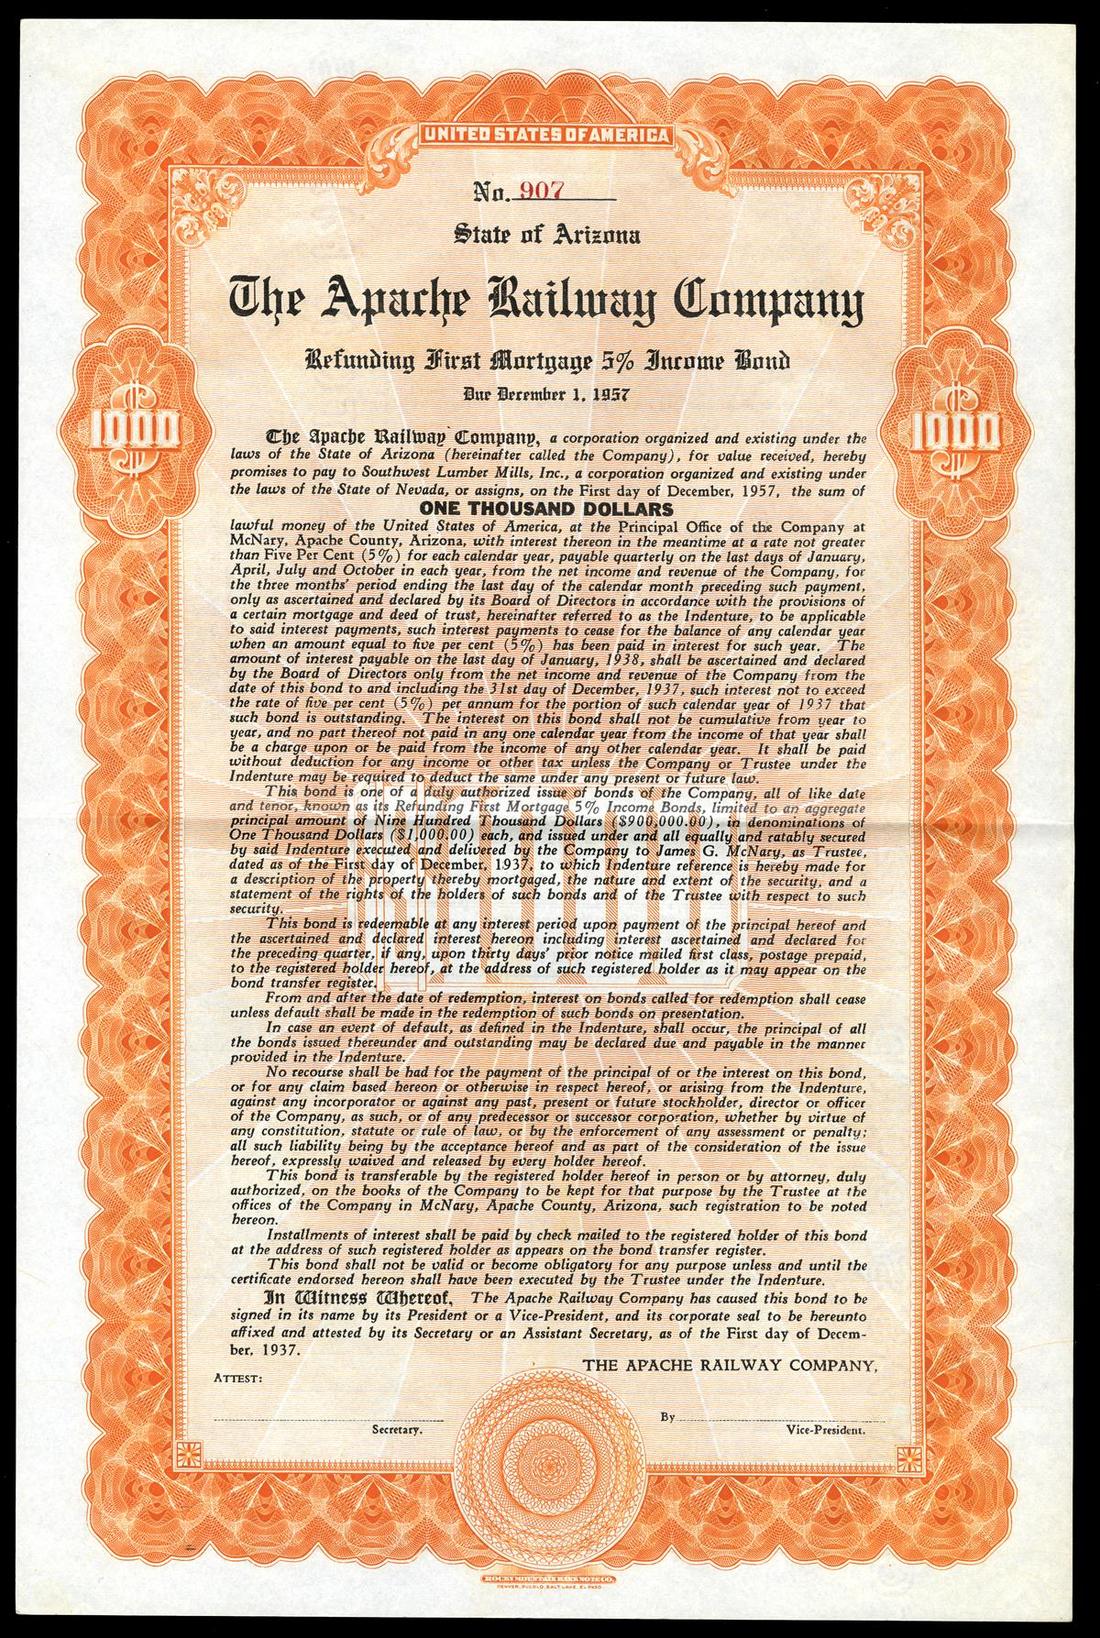 UNITED STATES OF AMERICA
No. 907
State of Arizona
The Apache Railway Company
Refunding First Mortgage 5% Income Bond
Due December 1, 1957
1000
1000
The Apache Railway Company, a corporation organized and existing under the
laws of the State of Arizona (hereinafter called the Company), for value received, hereby
promises to pay to Southwest Lumber Mills, Inc., a corporation organized and existing under
the laws of the State of Nevada, or assigns, on the First day of December, 1957, the sum of
ONE THOUSAND DOLLARS
lawful money of the United States of America, at the Principal Office of the Company at
McNary, Apache County, Arizona, with interest thereon in the meantime at a rate not greater
than Five Per Cent (5%) for each calendar year, payable quarterly on the last days of January,
April, July and October in each year, from the net income and revenue of the Company, for
the three months' period ending the last day of the calendar month preceding such payment,
only as ascertained and declared by its Board of Directors in accordance with the provisions of
a certain mortgage and deed of trust, hereinafter referred to as the Indenture, to be applicable
to said interest payments, such interest payments to cease for the balance of any calendar year
when an amount equal to five per cent (5%) has been paid in interest for such year. The
amount of interest payable on the last day of January, 1938, shall be ascertained and declared
by the Board of Directors only from the net income and revenue of the Company from the
date of this bond to and including the 31st day of December, 1937, such interest not to exceed
the rate of five per cent (5%) per annum for the portion of such calendar year of 1937 that
such bond is outstanding. The interest on this bond shall not be cumulative from year to
year, and no part thereof not paid in any one calendar year from the income of that year shall
be a charge upon or be paid from the income of any other calendar year. It shall be paid
without deduction for any income or other tax unless the Company or Trustee under the
Indenture may be required to deduct the same under any present or future law.
This bond is one of a duly authorized issue of bonds of the Company, all of like date
and tenor, known as its Refunding First Mortgage 5% Income Bonds, limited to an aggregate
principal amount of Nine Hundred Thousand Dollars ($900,000.00), in denominations of
One Thousand Dollars ($1,000.00) each, and issued under and all equally and ratably secured
by said Indenture executed and delivered by the Company to James G. McNary, as Trustee,
dated as of the First day of December, 1937, to which Indenture reference is hereby made for
a description of the property thereby mortgaged, the nature and extent of the security, and a
statement of the rights of the holders of such bonds and of the Trustee with respect to such
security.
This bond is redeemable at any interest period upon payment of the principal hereof and
the ascertained and declared interest hereon including interest ascertained and declared for
the preceding quarter, if any, upon thirty days' prior notice mailed first class, postage prepaid,
to the registered holder hereof, at the address of such registered holder as it may appear on the
bond transfer register.
From and after the date of redemption, interest on bonds called for redemption shall cease
unless default shall be made in the redemption of such bonds on presentation.
In case an event of default, as defined in the Indenture, shall occur, the principal of all
the bonds issued thereunder and outstanding may be declared due and payable in the manner
provided in the Indenture.
No recourse shall be had for the payment of the principal of or the interest on this bond,
or for any claim based hereon or otherwise in respect hereof, or arising from the Indenture,
against any incorporator or against any past, present or future stockholder, director or officer
of the Company, as such, or of any predecessor or successor corporation, whether by virtue of
any constitution, statute or rule of law, or by the enforcement of any assessment or penalty;
all such liability being by the acceptance hereof and as part of the consideration of the issue
hereof, expressly waived and released by every holder hereof.
This bond is transferable by the registered holder hereof in person or by attorney, duly
authorized, on the books of the Company to be kept for that purpose by the Trustee at the
offices of the Company in McNary, Apache County, Arizona, such registration to be noted
hereon.
Installments of interest shall be paid by check mailed to the registered holder of this bond
at the address of such registered holder as appears on the bond transfer register.
This bond shall not be valid or become obligatory for any purpose unless and until the
certificate endorsed hereon shall have been executed by the Trustee under the Indenture.
In Witness Whereof, The Apache Railway Company has caused this bond to be
signed in its name by its President or a Vice-President, and its corporate seal to be hereunto
affixed and attested by its Secretary or an Assistant Secretary, as of the First day of Decem-
ber, 1937.
THE APACHE RAILWAY COMPANY,
ATTEST:
By
Secretary.
Vice-President.
ROCKY MOUNTAIN BANK NOTE CO.
DENVER, PUEBLO, SALT LAKE, EL PASO